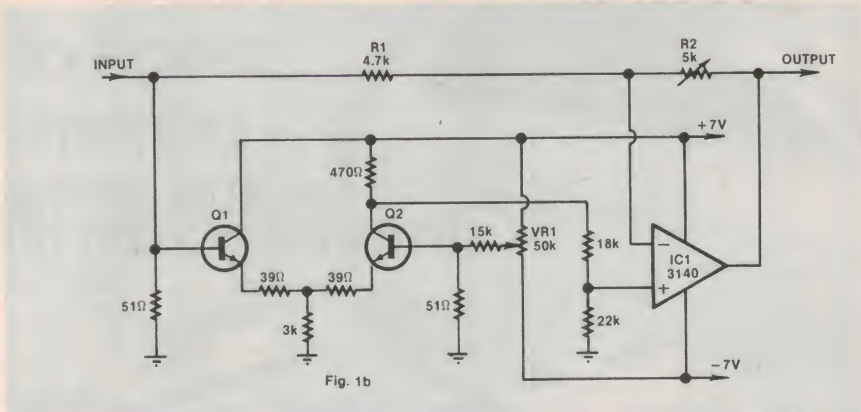 INPUT
R1
4.7k
R2
5k
OUTPUT
+7V
470Ω
Q1
Q2
15k
VR1
50k
18k
IC1
3140
−
+
39Ω
39Ω
51Ω
3k
51Ω
22k
−7V
Fig. 1b